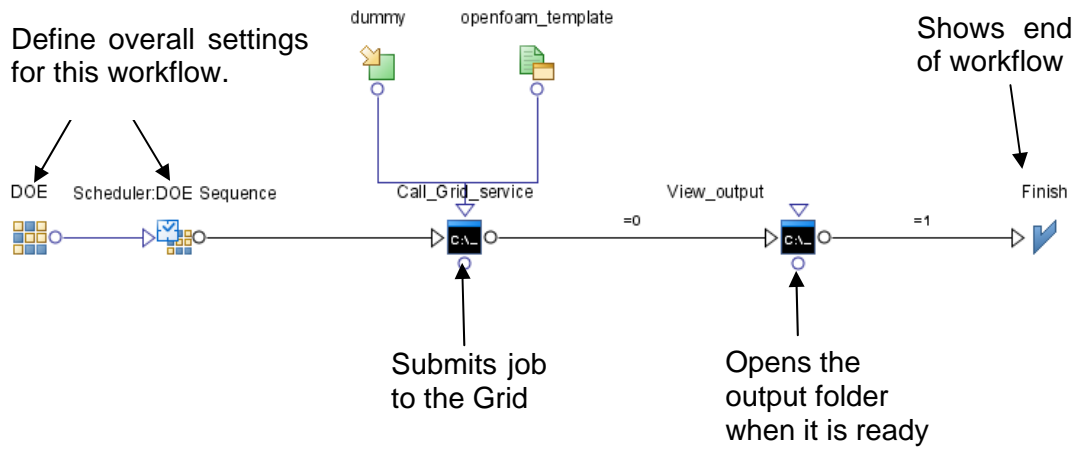 dummy
openfoam_template
Define overall settings
for this workflow.
Shows end
of workflow
DOE
Scheduler:DOE Sequence
Call_Grid_service
View_output
Finish
=0
=1
C:\_
C:\_
Submits job
to the Grid
Opens the
output folder
when it is ready